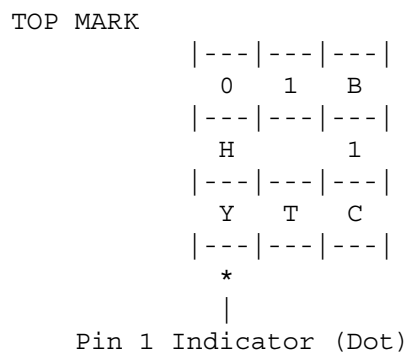 TOP MARK
|---|---|---|
0 1 B
|---|---|---|
H 1
|---|---|---|
Y T C
|---|---|---|
*
|
Pin 1 Indicator (Dot)